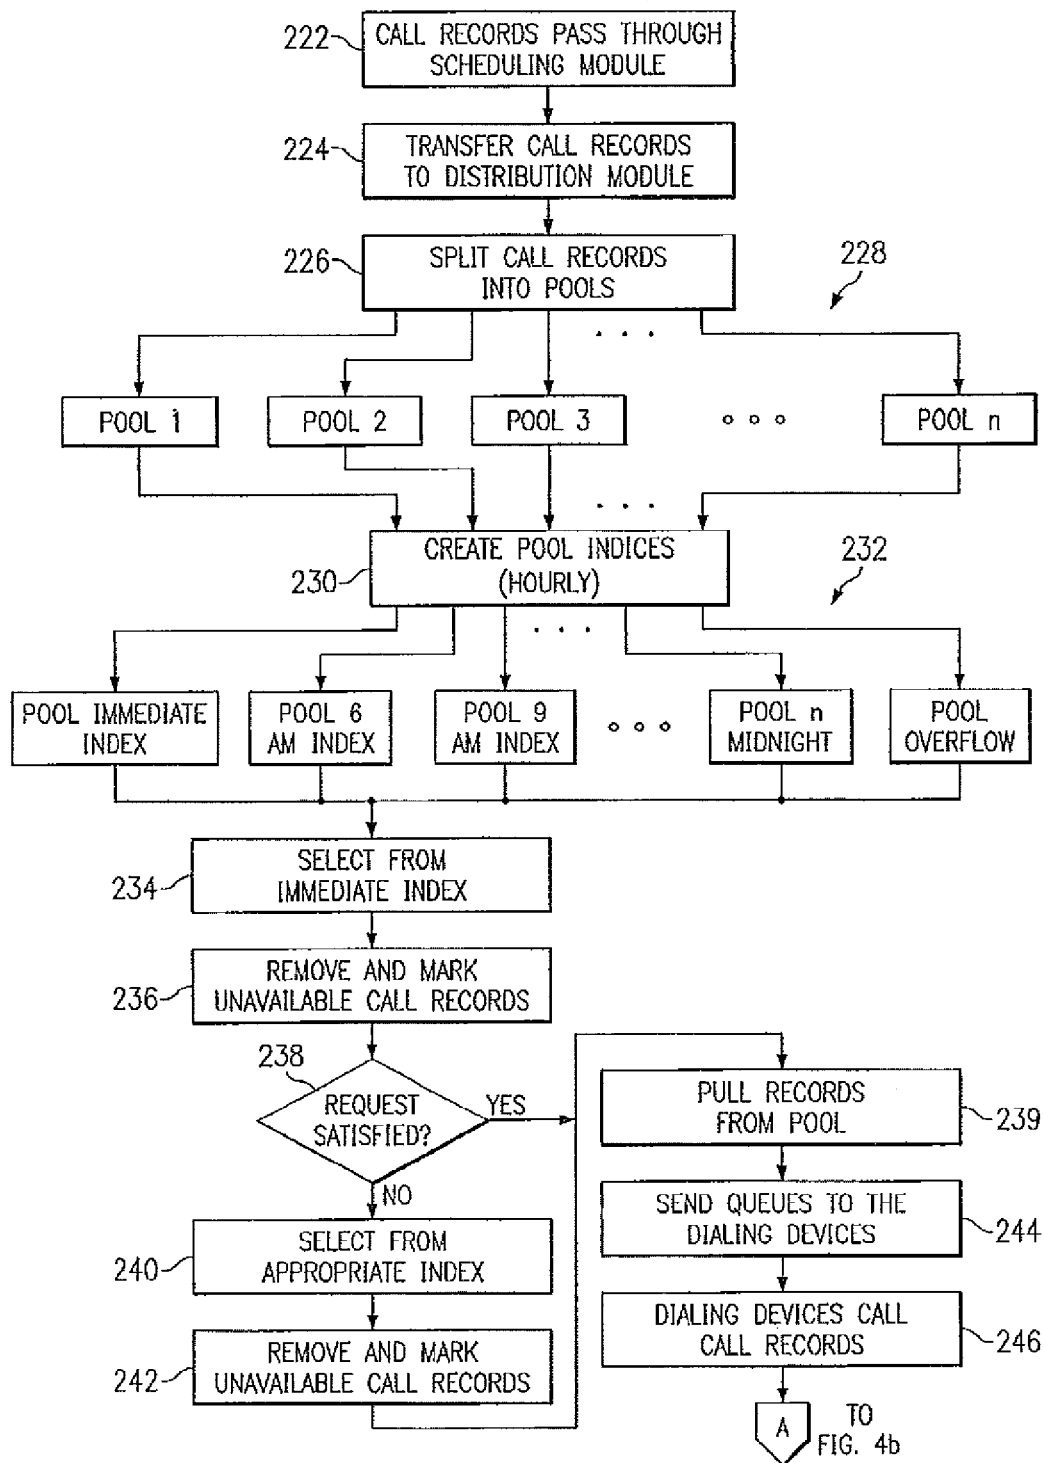 222
CALL RECORDS PASS THROUGH
SCHEDULING MODULE
224
TRANSFER CALL RECORDS
TO DISTRIBUTION MODULE
226
SPLIT CALL RECORDS
INTO POOLS
228
POOL 1
POOL 2
POOL 3
POOL n
230
CREATE POOL INDICES
(HOURLY)
232
POOL IMMEDIATE
INDEX
POOL 6
AM INDEX
POOL 9
AM INDEX
POOL n
MIDNIGHT
POOL
OVERFLOW
234
SELECT FROM
IMMEDIATE INDEX
236
REMOVE AND MARK
UNAVAILABLE CALL RECORDS
238
REQUEST
SATISFIED?
YES
NO
240
SELECT FROM
APPROPRIATE INDEX
242
REMOVE AND MARK
UNAVAILABLE CALL RECORDS
PULL RECORDS
FROM POOL
239
SEND QUEUES TO THE
DIALING DEVICES
244
DIALING DEVICES CALL
CALL RECORDS
246
A
TO
FIG. 4b